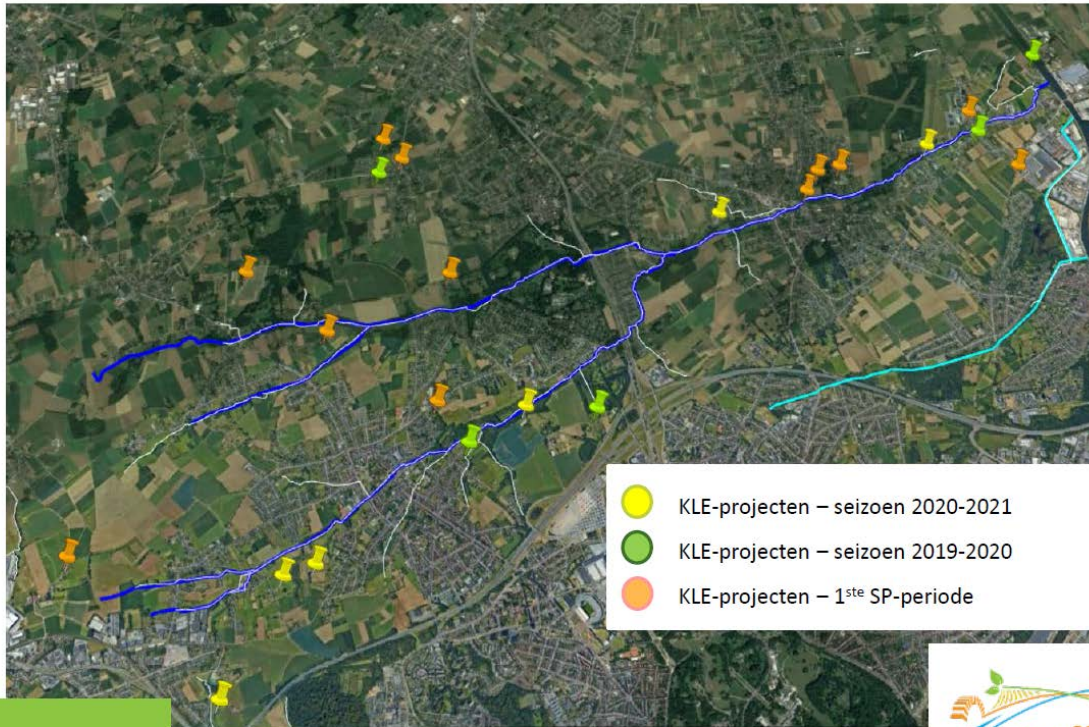 KLE-projecten – seizoen 2020-2021
KLE-projecten – seizoen 2019-2020
KLE-projecten – 1ste SP-periode